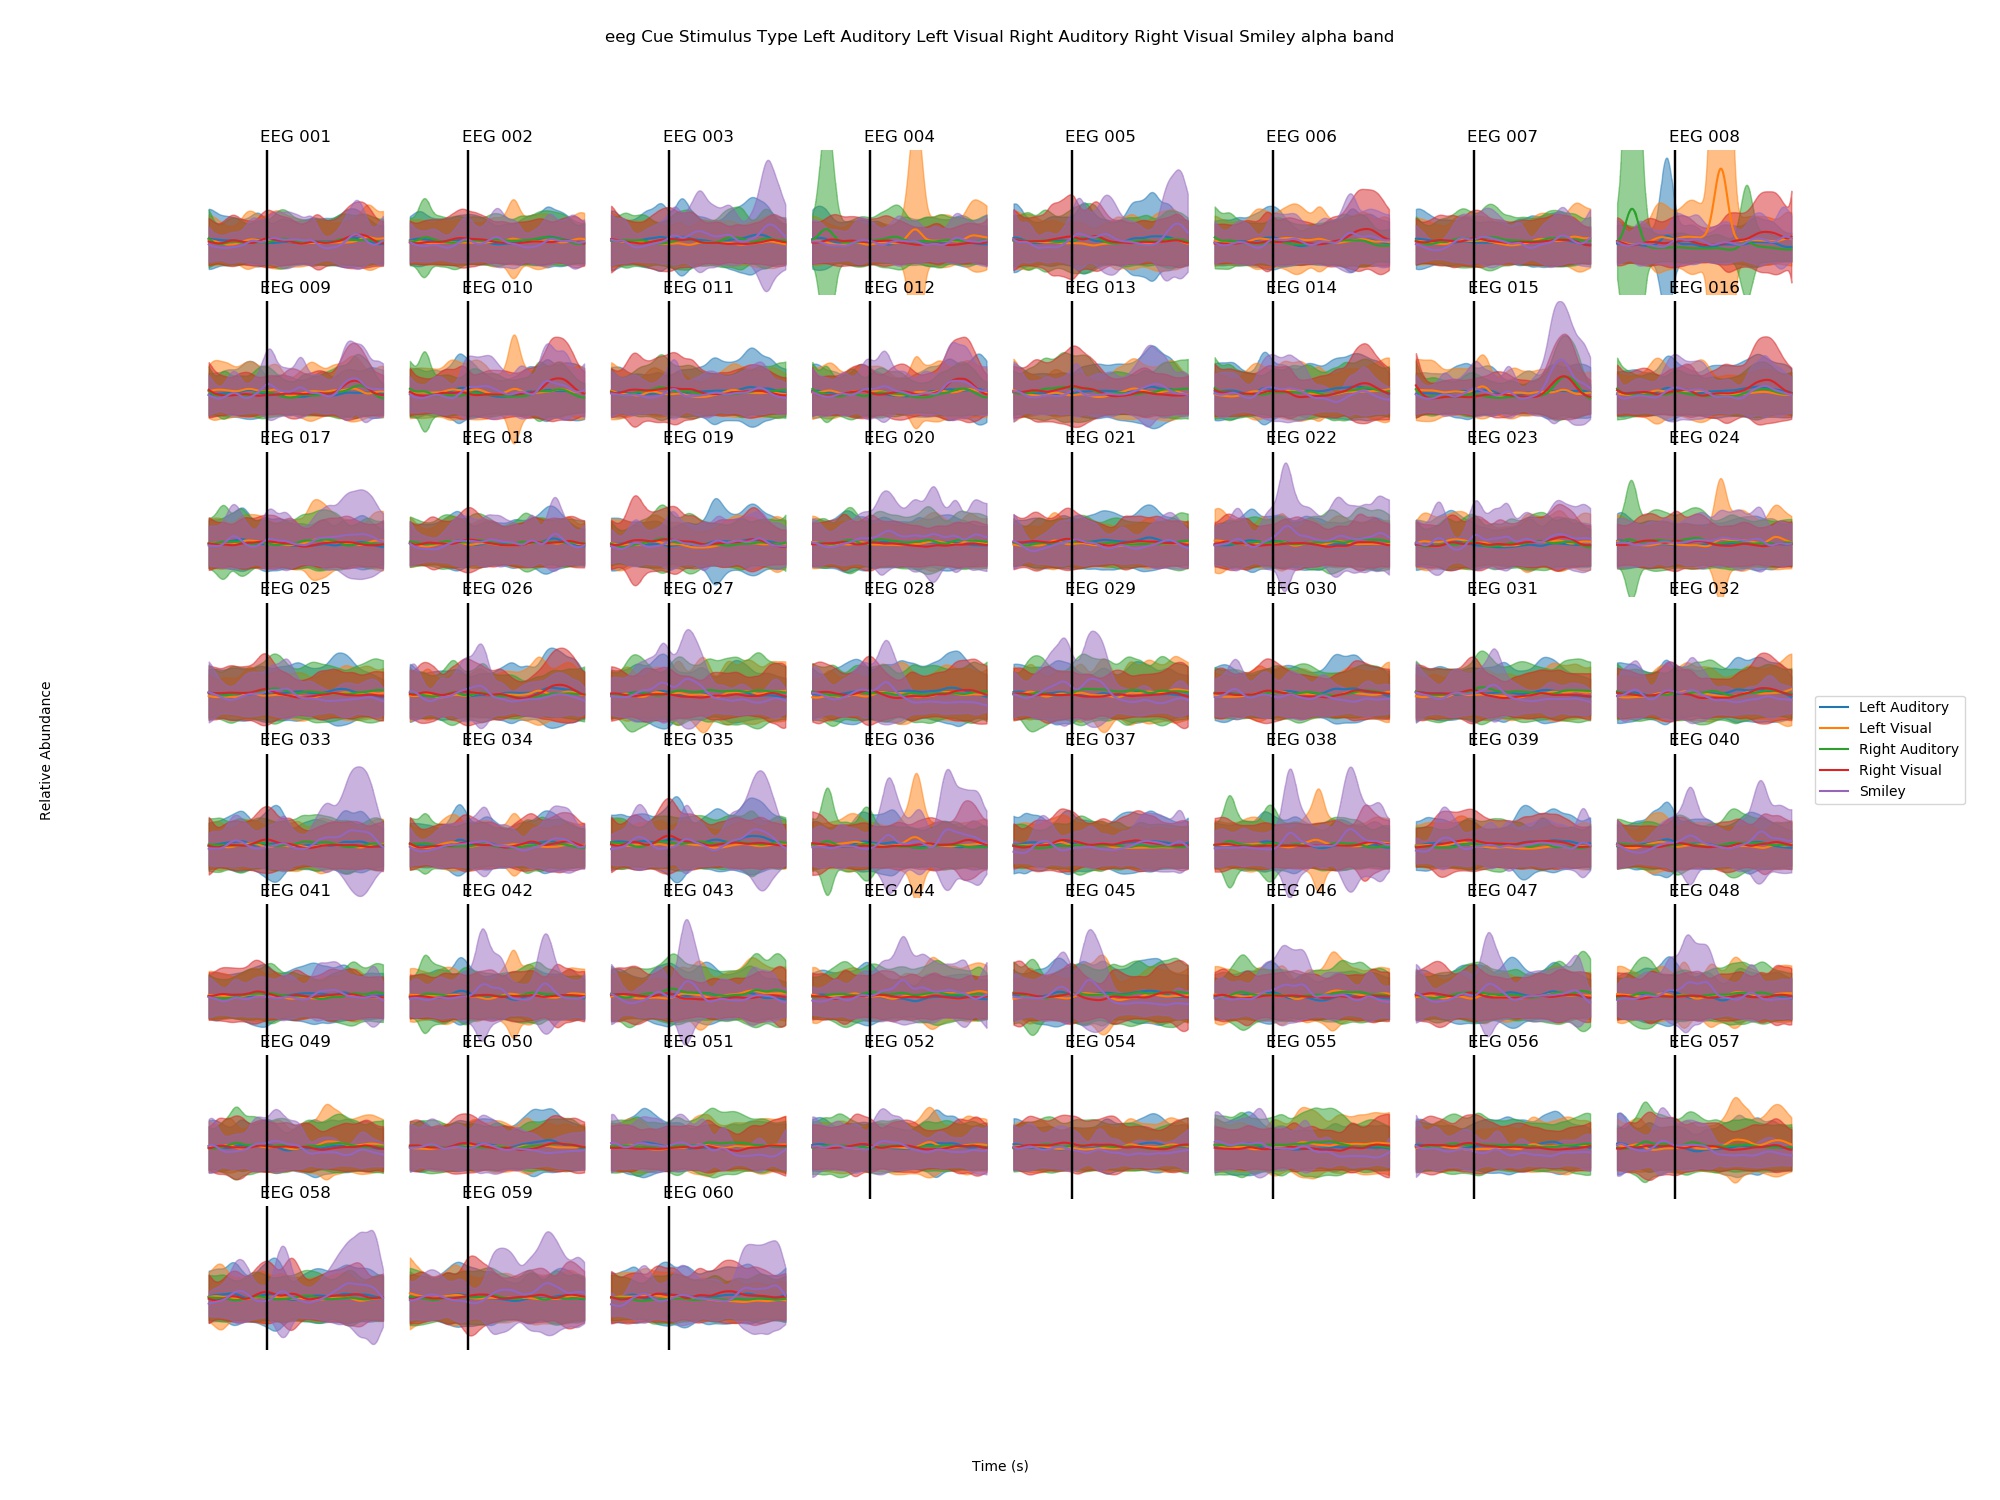 eeg Cue Stimulus Type Left Auditory Left Visual Right Auditory Right Visual Smiley alpha band
EEG 001 EEG 002 EEG 003 EEG 004 EEG 005 EEG 006 EEG 007 EEG 008
EEG 009 EEG 010 EEG 011 EEG 012 EEG 013 EEG 014 EEG 015 EEG 016
EEG 017 EEG 018 EEG 019 EEG 020 EEG 021 EEG 022 EEG 023 EEG 024
EEG 025 EEG 026 EEG 027 EEG 028 EEG 029 EEG 030 EEG 031 EEG 032
EEG 033 EEG 034 EEG 035 EEG 036 EEG 037 EEG 038 EEG 039 EEG 040
EEG 041 EEG 042 EEG 043 EEG 044 EEG 045 EEG 046 EEG 047 EEG 048
EEG 049 EEG 050 EEG 051 EEG 052 EEG 054 EEG 055 EEG 056 EEG 057
EEG 058 EEG 059 EEG 060
Relative Abundance
Left Auditory
Left Visual
Right Auditory
Right Visual
Smiley
Time (s)